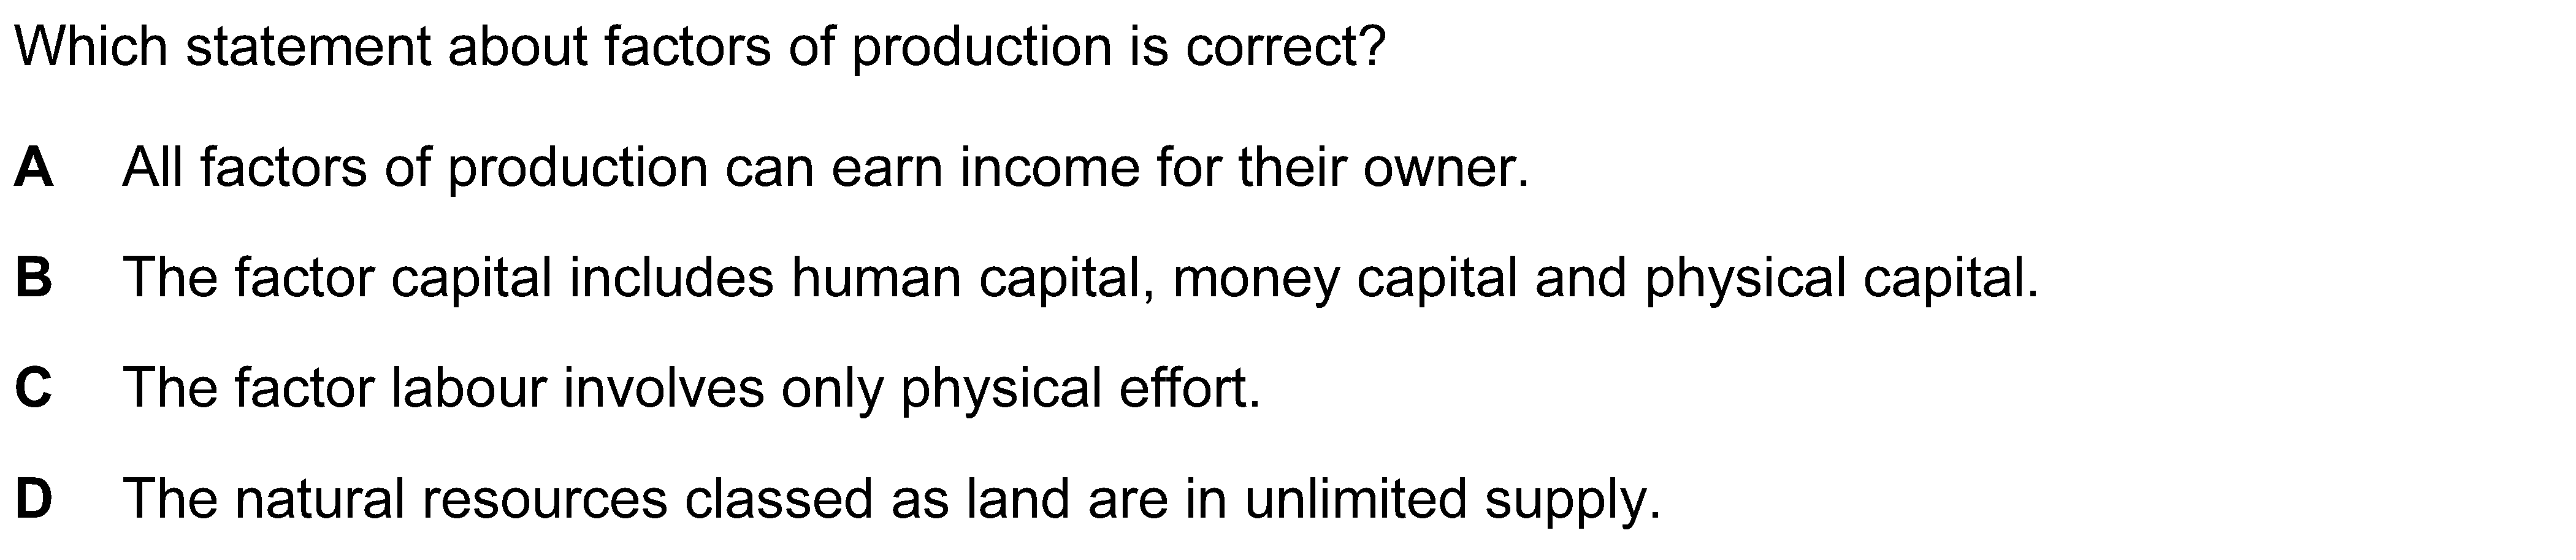 Which statement about factors of production is correct?
A All factors of production can earn income for their owner.
B The factor capital includes human capital, money capital and physical capital.
C The factor labour involves only physical effort.
D The natural resources classed as land are in unlimited supply.